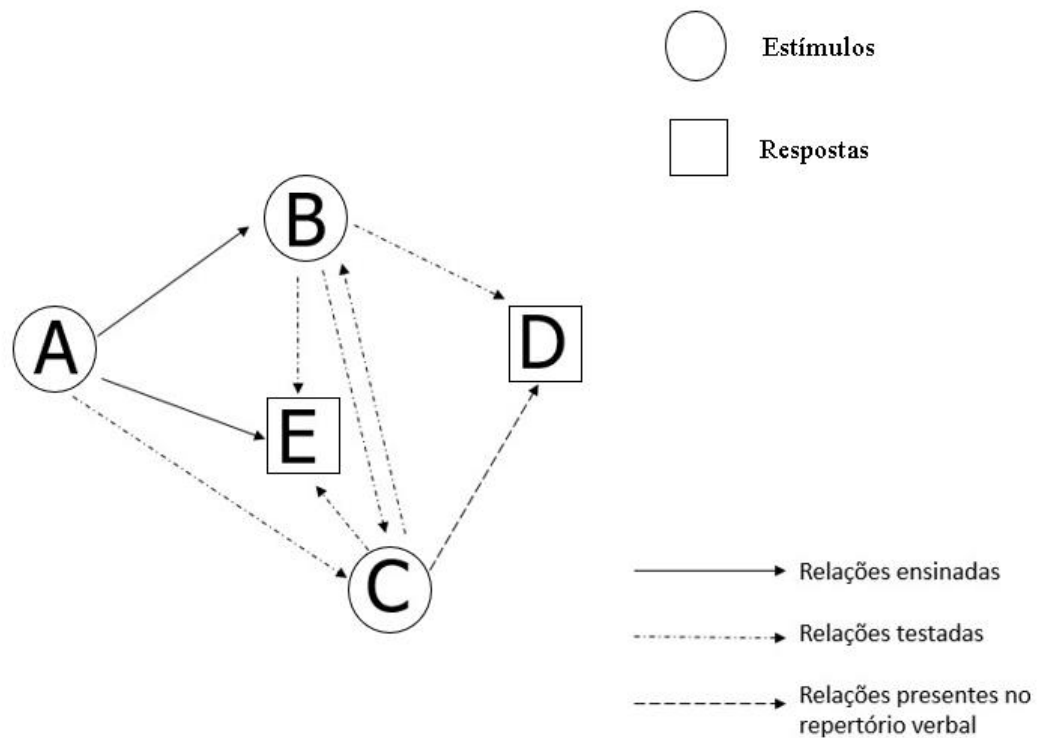 Estímulos
Respostas
B
A
D
E
C
Relações ensinadas
Relações testadas
Relações presentes no
repertório verbal